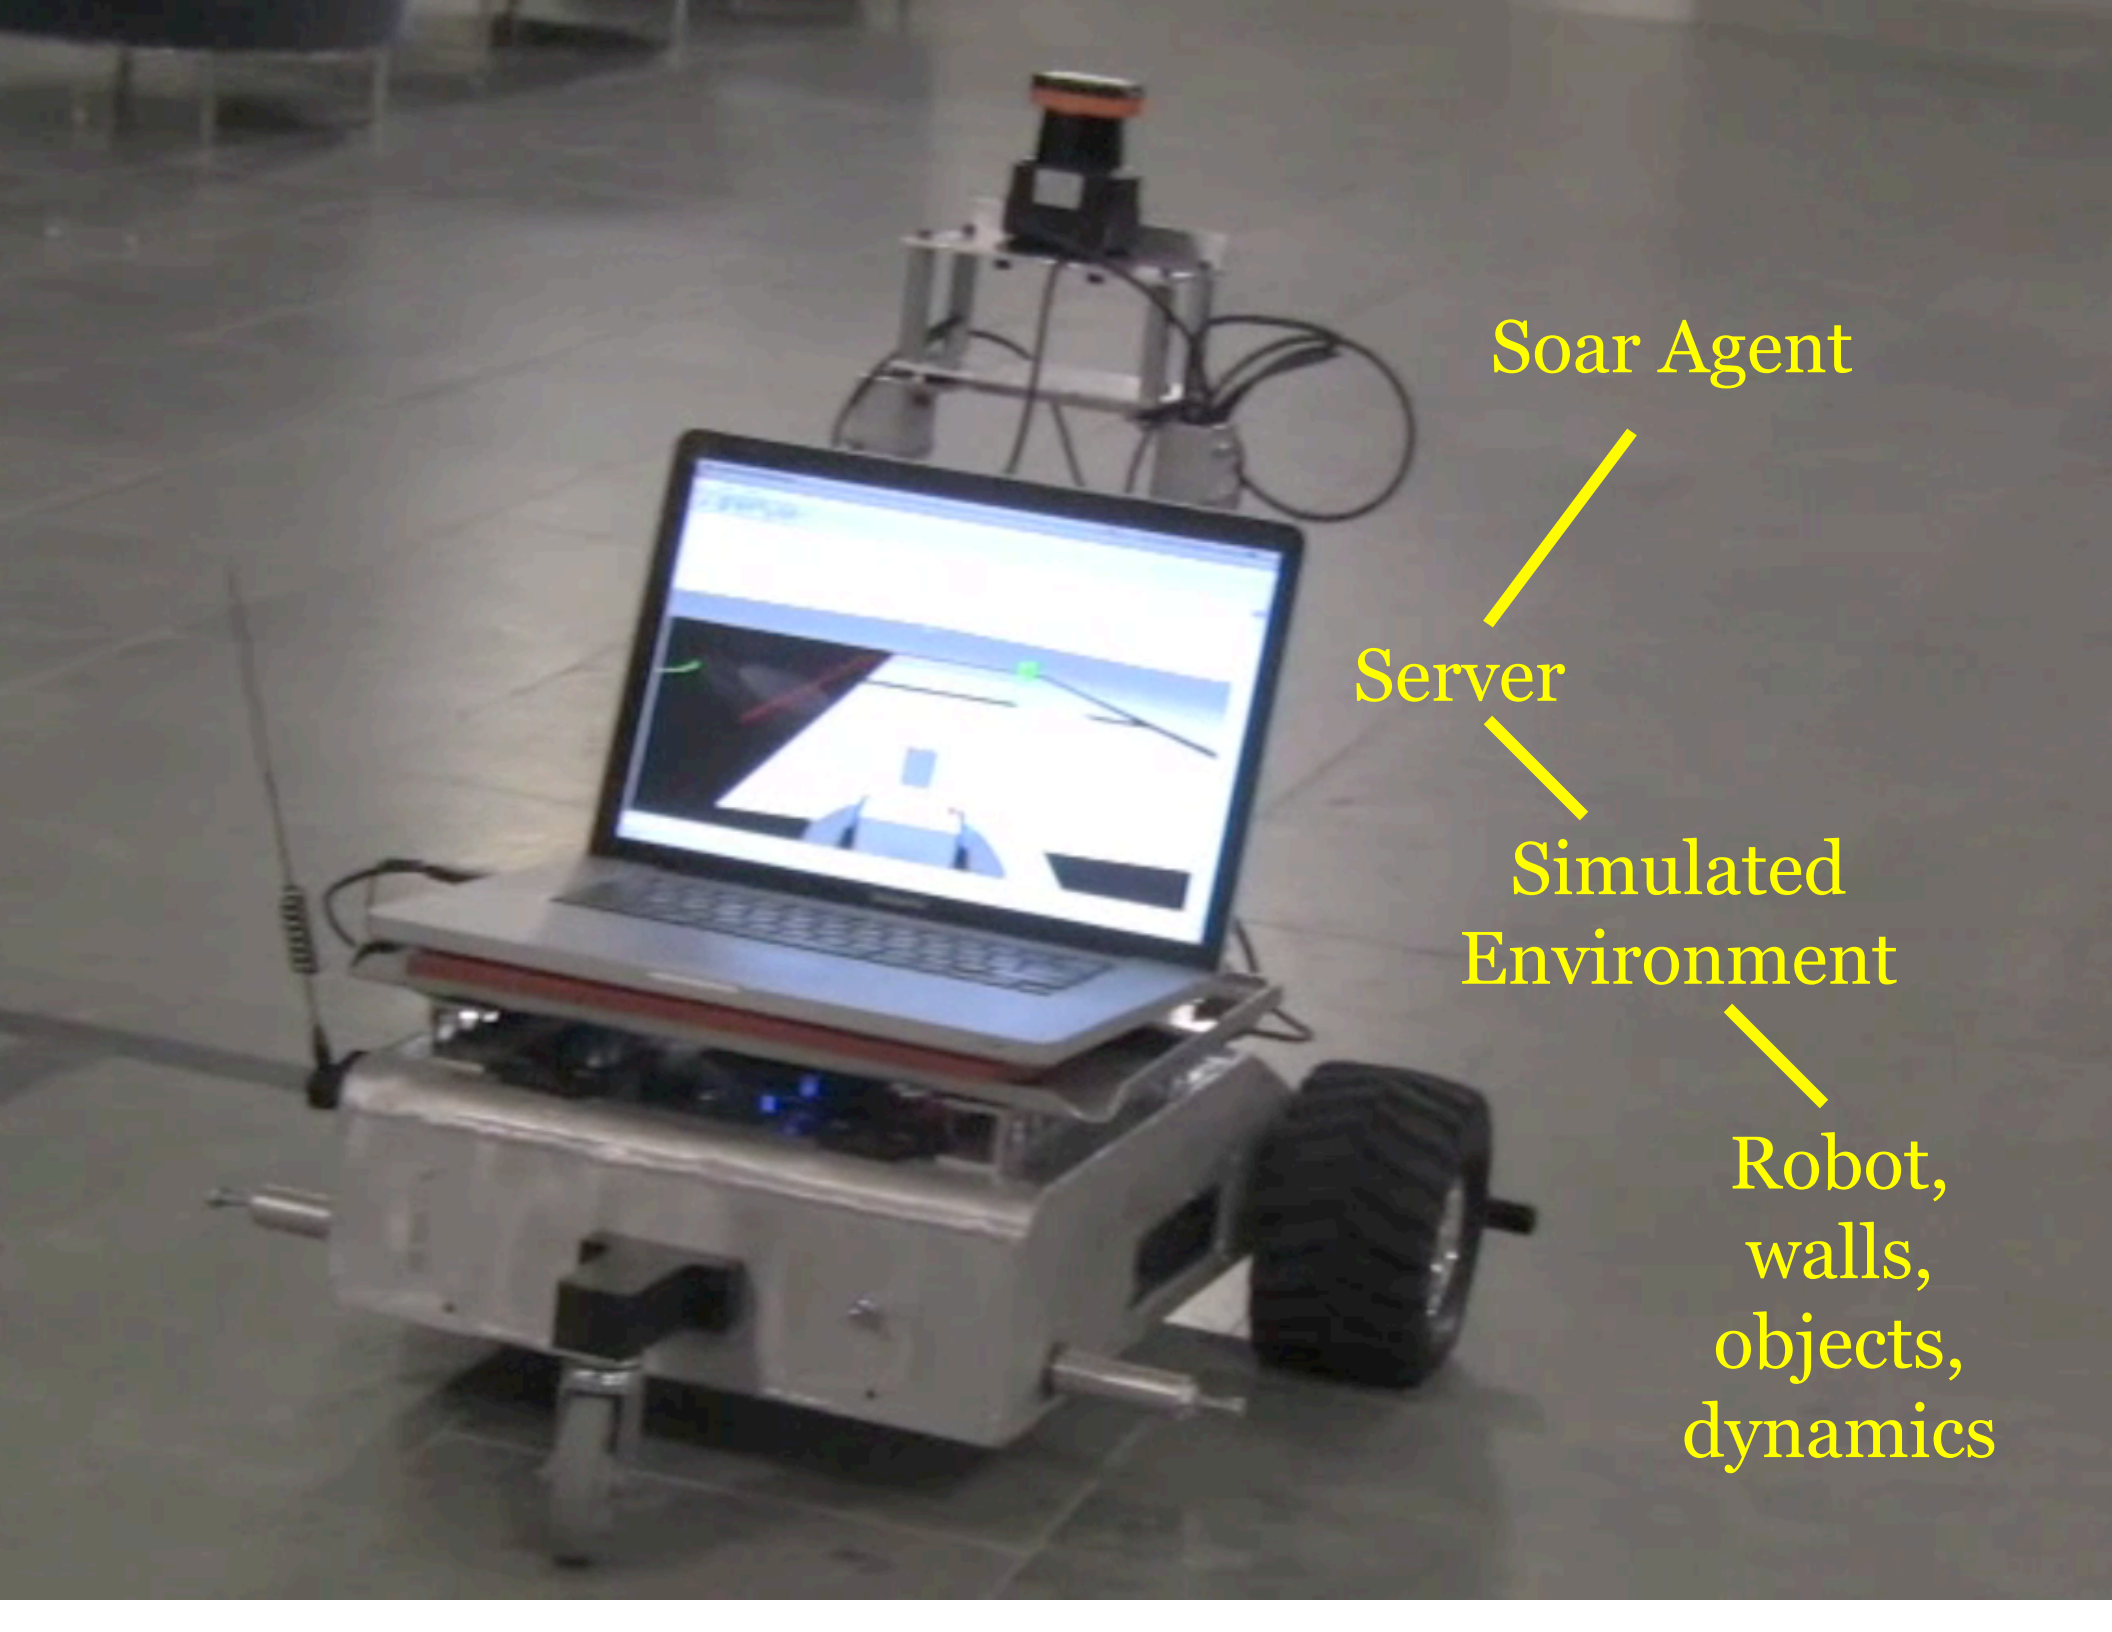 Soar Agent
Server
Simulated
Environment
Robot,
walls,
objects,
dynamics